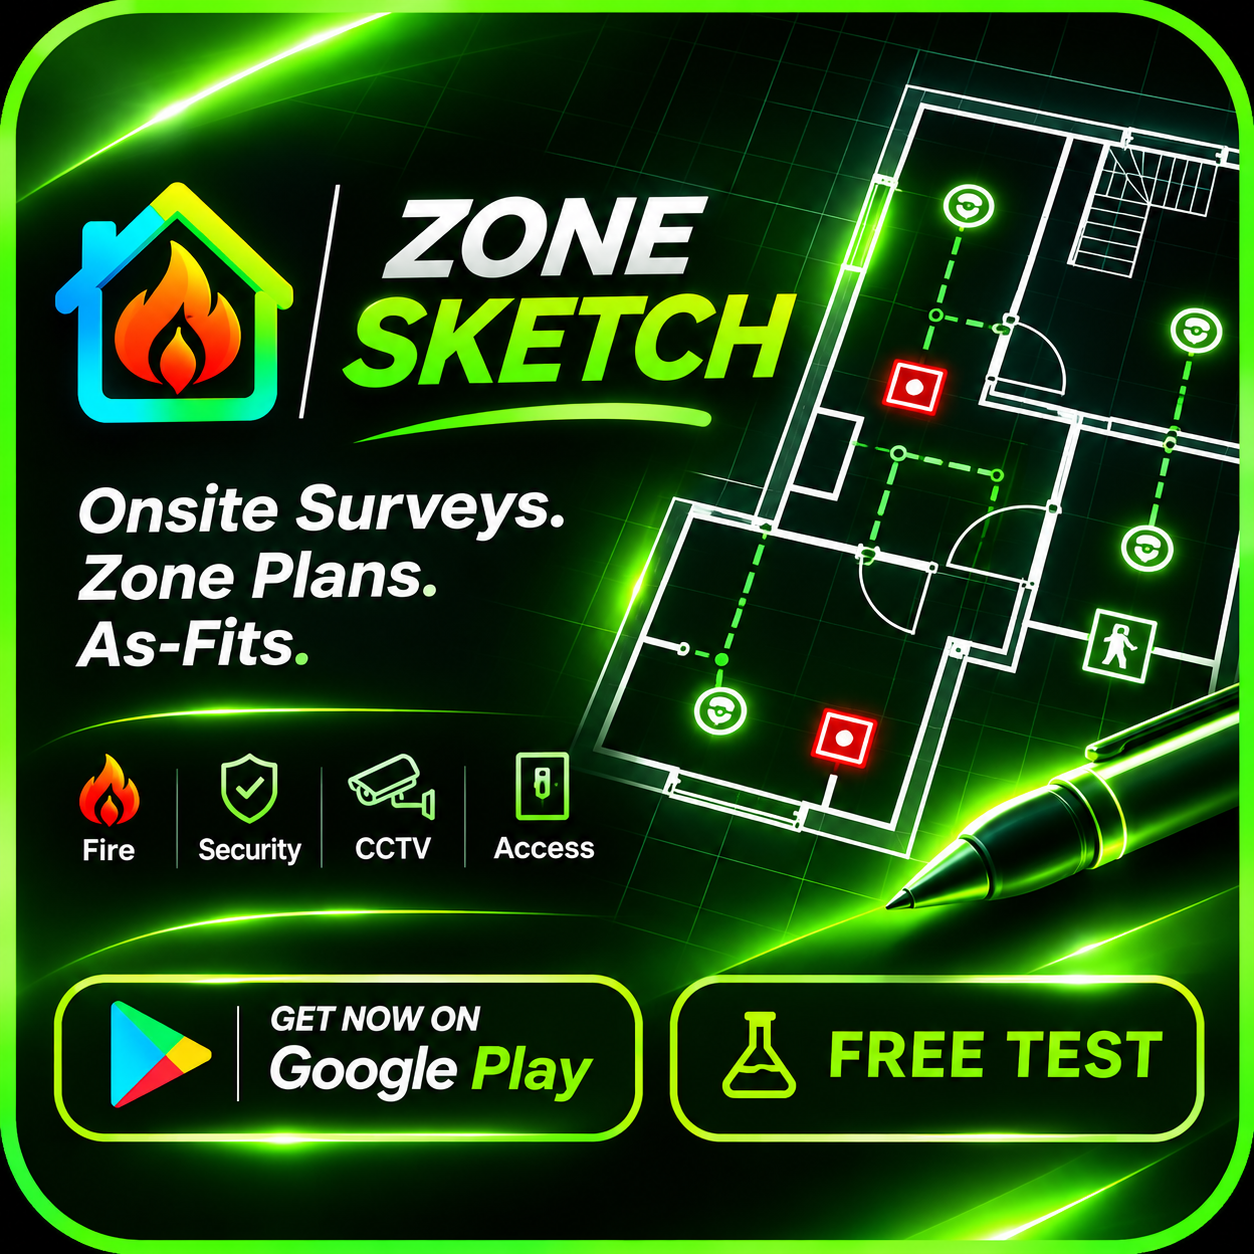 ZONE
SKETCH
Onsite Surveys.
Zone Plans.
As-Fits.
Fire
Security
CCTV
Access
GET NOW ON
Google Play
FREE TEST